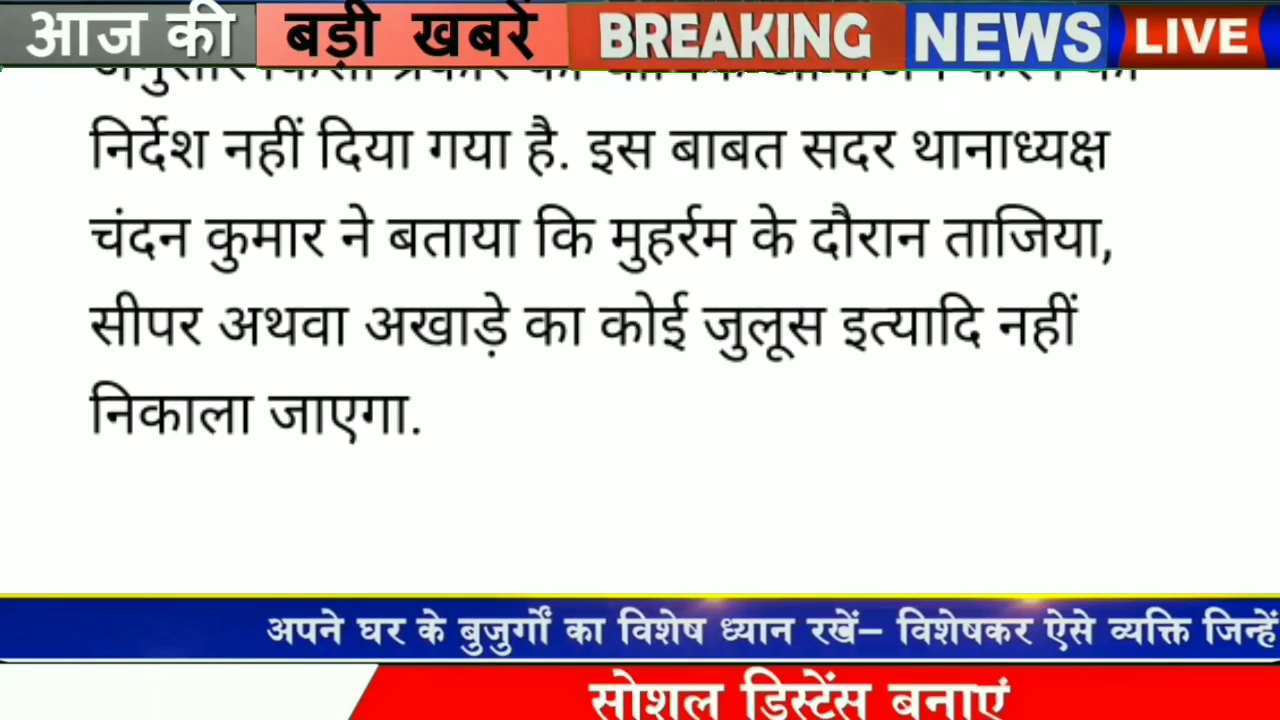 आज की बड़ी खबरें BREAKING NEWS LIVE
निर्देश नहीं दिया गया है. इस बाबत सदर थानाध्यक्ष
चंदन कुमार ने बताया कि मुहर्रम के दौरान ताजिया,
सीपर अथवा अखाड़े का कोई जुलूस इत्यादि नहीं
निकाला जाएगा.
अपने घर के बुजुर्गों का विशेष ध्यान रखें– विशेषकर ऐसे व्यक्ति जिन्हें
सोशल डिस्टेंस बनाएं